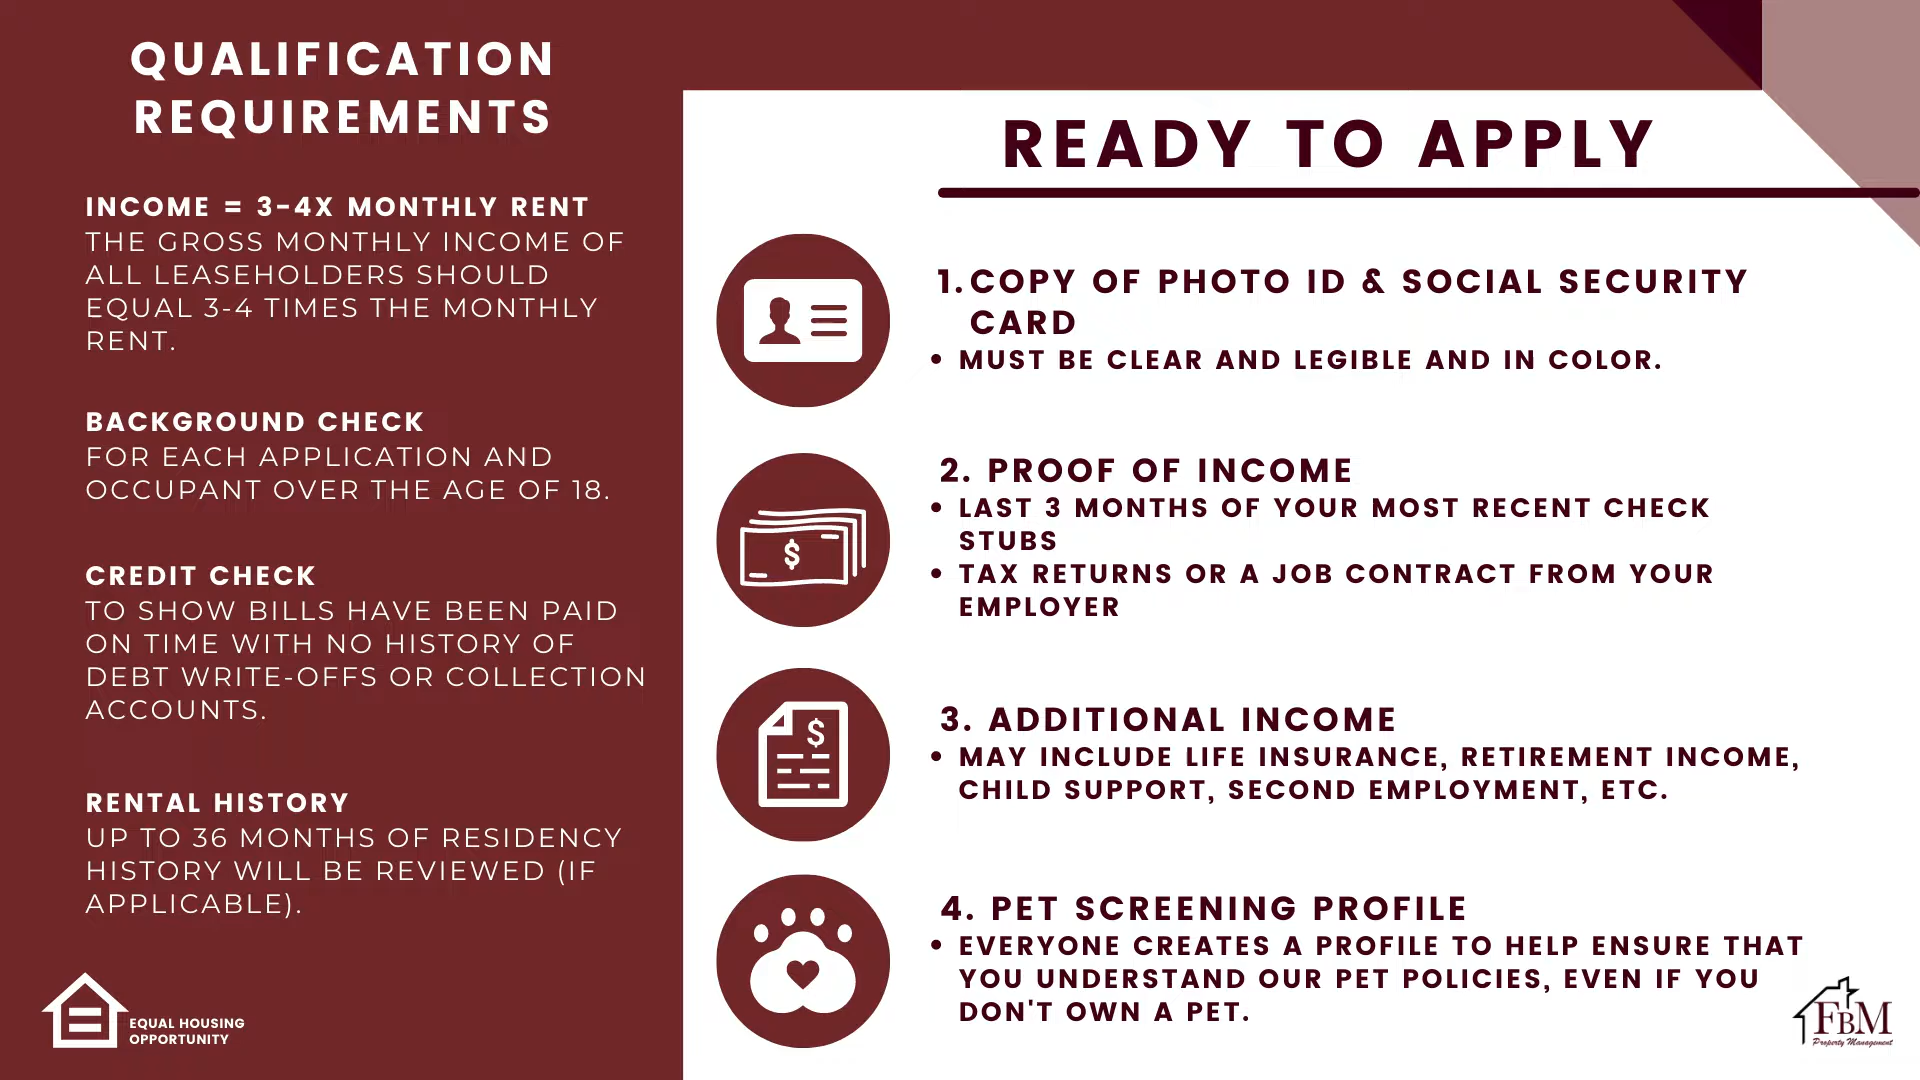 QUALIFICATION
REQUIREMENTS
INCOME = 3-4X MONTHLY RENT
THE GROSS MONTHLY INCOME OF
ALL LEASEHOLDERS SHOULD
EQUAL 3-4 TIMES THE MONTHLY
RENT.
BACKGROUND CHECK
FOR EACH APPLICATION AND
OCCUPANT OVER THE AGE OF 18.
CREDIT CHECK
TO SHOW BILLS HAVE BEEN PAID
ON TIME WITH NO HISTORY OF
DEBT WRITE-OFFS OR COLLECTION
ACCOUNTS.
RENTAL HISTORY
UP TO 36 MONTHS OF RESIDENCY
HISTORY WILL BE REVIEWED (IF
APPLICABLE).
EQUAL HOUSING
OPPORTUNITY
READY TO APPLY
1. COPY OF PHOTO ID & SOCIAL SECURITY
CARD
• MUST BE CLEAR AND LEGIBLE AND IN COLOR.
2. PROOF OF INCOME
• LAST 3 MONTHS OF YOUR MOST RECENT CHECK
STUBS
• TAX RETURNS OR A JOB CONTRACT FROM YOUR
EMPLOYER
3. ADDITIONAL INCOME
• MAY INCLUDE LIFE INSURANCE, RETIREMENT INCOME,
CHILD SUPPORT, SECOND EMPLOYMENT, ETC.
4. PET SCREENING PROFILE
• EVERYONE CREATES A PROFILE TO HELP ENSURE THAT
YOU UNDERSTAND OUR PET POLICIES, EVEN IF YOU
DON'T OWN A PET.
FBM
Property Management